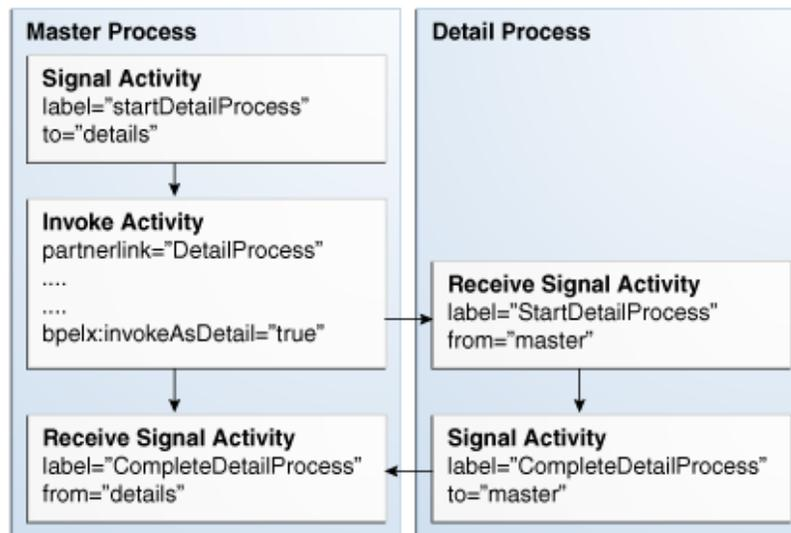 Master Process
Signal Activity
label="startDetailProcess"
to="details"
Invoke Activity
partnerlink="DetailProcess"
....
....
bpelx:invokeAsDetail="true"
Receive Signal Activity
label="CompleteDetailProcess"
from="details"
Detail Process
Receive Signal Activity
label="StartDetailProcess"
from="master"
Signal Activity
label="CompleteDetailProcess"
to="master"